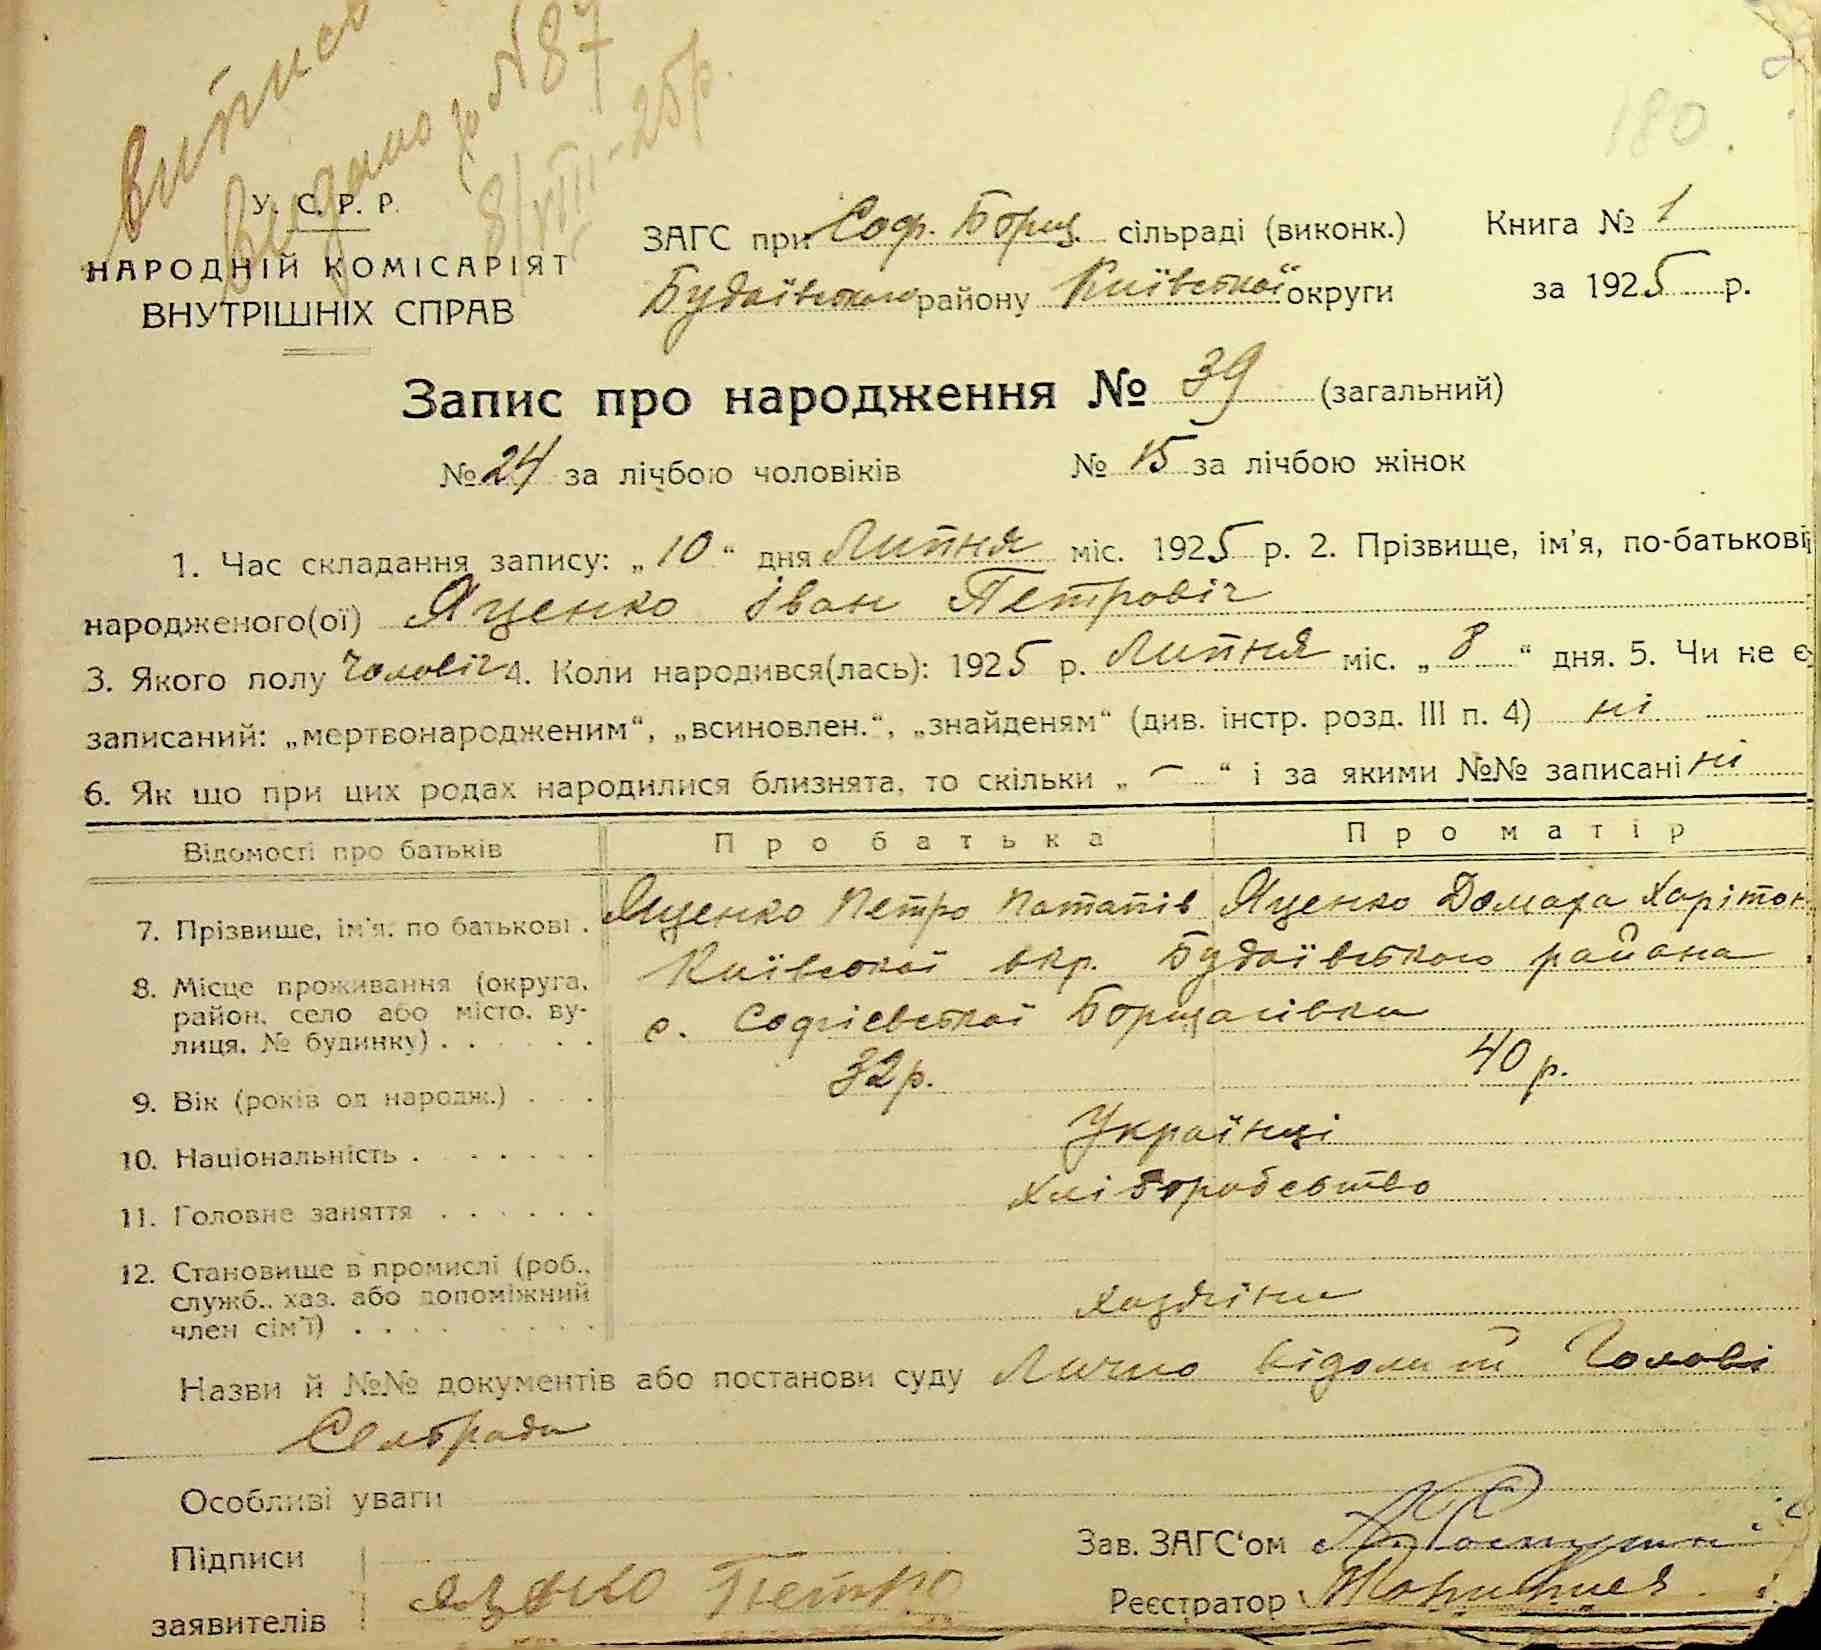 Випись
Видано за №87
8/VIII-25р.
180.
У. С. Р. Р.
НАРОДНІЙ КОМІСАРІЯТ
ВНУТРІШНІХ СПРАВ
ЗАГС при Соф. Борщ. сільраді (виконк.)
Будаївського району Київської округи
Книга № 1
за 1925 р.
Запис про народження № 39 (загальний)
№ 24 за лічбою чоловіків № 15 за лічбою жінок
1. Час складання запису: „10“ дня Липня міс. 1925 р. 2. Прізвище, ім'я, по-батькові
народженого(ої) Яценко Іван Петровіч
3. Якого полу Чоловіч 4. Коли народився(лась): 1925 р. Липня міс. „8“ дня. 5. Чи не є
записаний: „мертвонародженим“, „всиновлен.“, „знайденям“ (див. інстр. розд. III п. 4) ні
6. Як що при цих родах народилися близнята, то скільки „ – “ і за якими №№ записані ні
Відомості про батьків Про батька Про матір
7. Прізвище, ім'я, по батькові . Яценко Петро Потапів Яценко Домаха Харітон.
8. Місце проживання (округа, район, село або місто, вулиця, № будинку) . . . . . . Київської окр. Будаївського района
с. Софіевської Борщагівки
9. Вік (років од народж.) . . . 32 р. 40 р.
10. Національність . . . . . . Українці
11. Головне заняття . . . . . . Хліборобство
12. Становище в промислі (роб., служб., хаз. або допоміжний член сім'ї) . . . . . . хазяіни
Назви й №№ документів або постанови суду Лично відомий Голові
Сельради
Особливі уваги
Підписи
заявителів Яценко Петро
Зав. ЗАГС'ом
Реєстратор